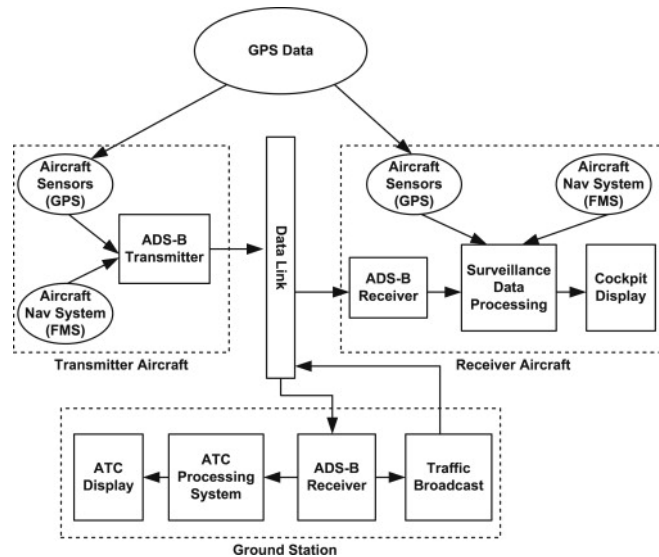 GPS Data
Aircraft
Sensors
(GPS)
ADS-B
Transmitter
Aircraft
Nav System
(FMS)
Transmitter Aircraft
Data Link
Aircraft
Sensors
(GPS)
Aircraft
Nav System
(FMS)
ADS-B
Receiver
Surveillance
Data
Processing
Cockpit
Display
Receiver Aircraft
ATC
Display
ATC
Processing
System
ADS-B
Receiver
Traffic
Broadcast
Ground Station